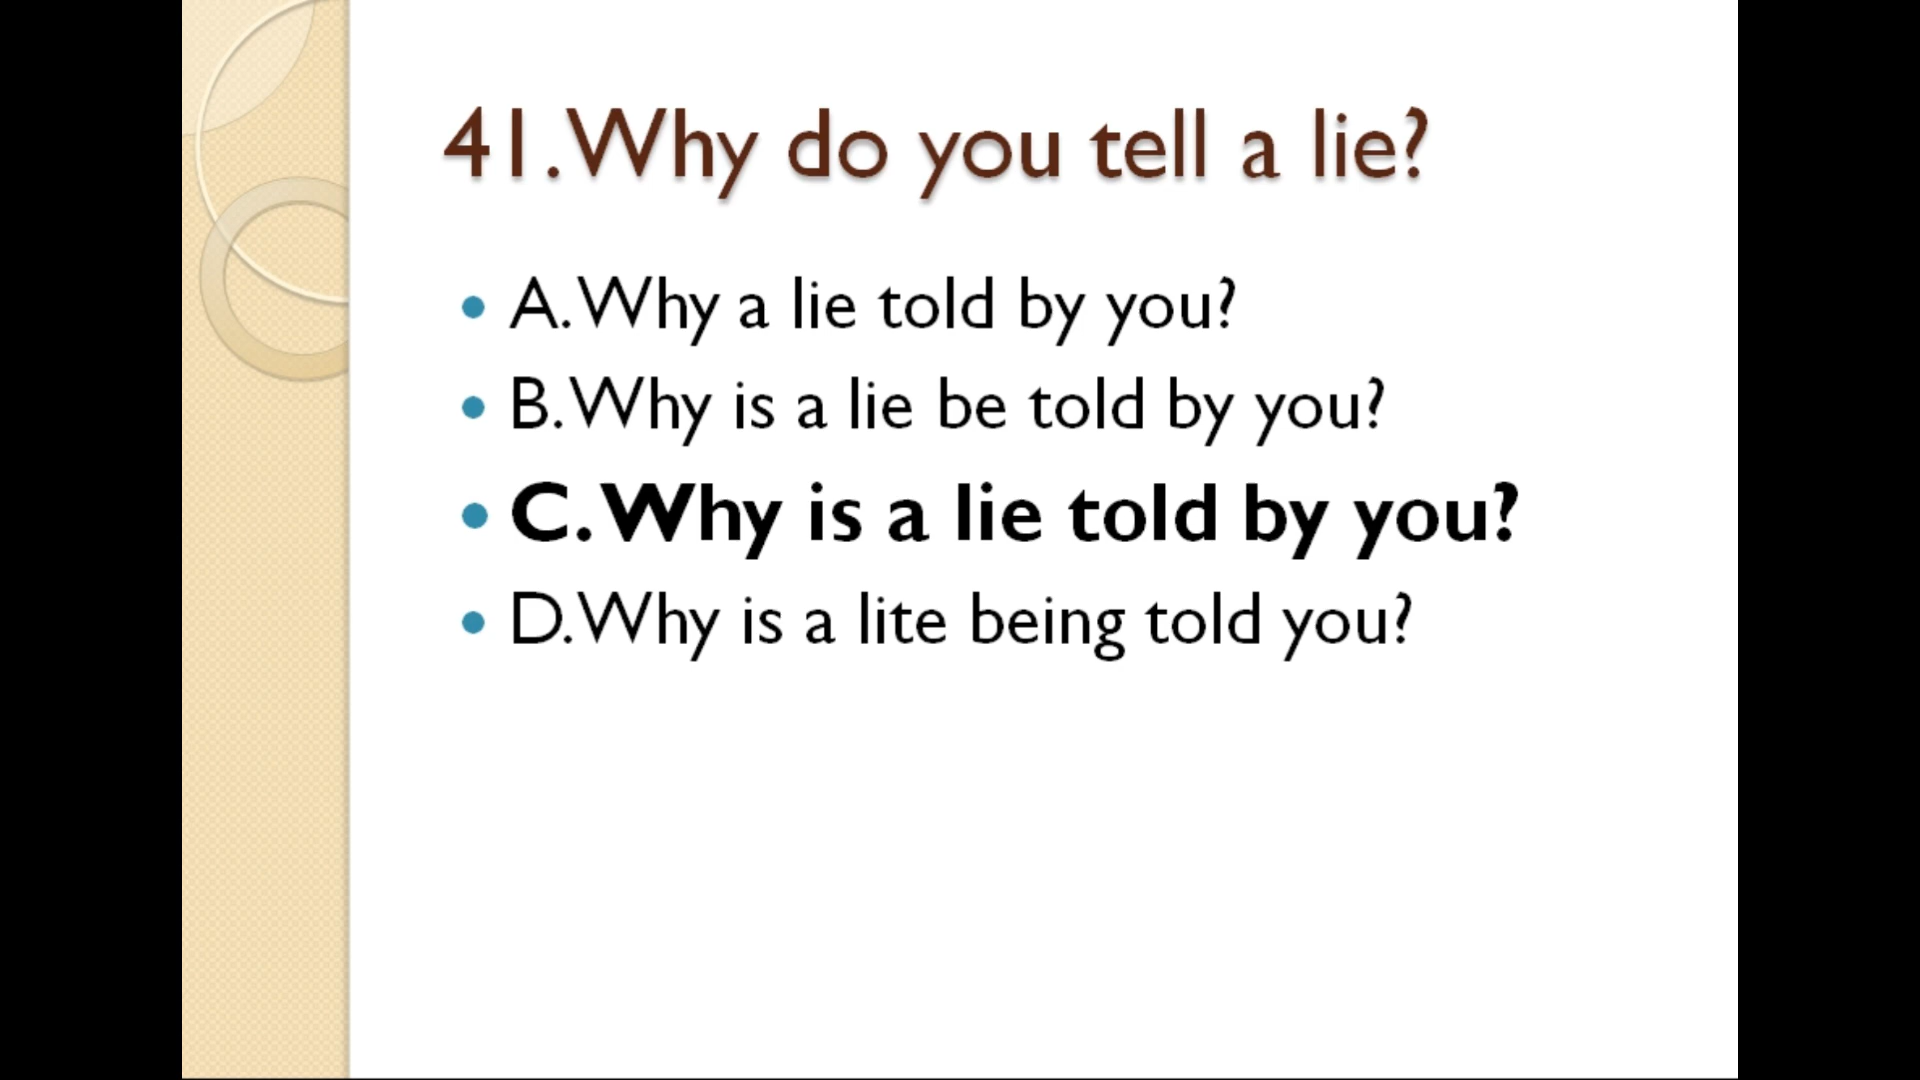 41. Why do you tell a lie?
• A. Why a lie told by you?
• B. Why is a lie be told by you?
• C. Why is a lie told by you?
• D. Why is a lite being told you?